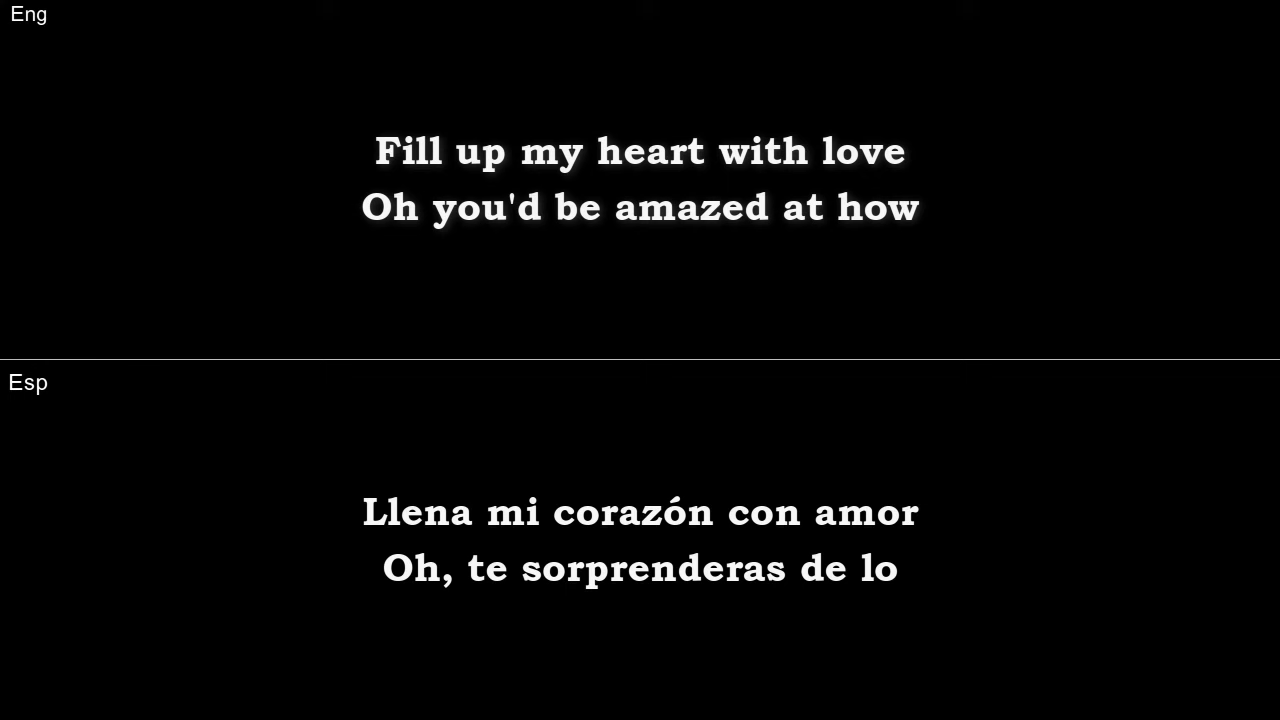 Eng
Fill up my heart with love
Oh you'd be amazed at how
Esp
Llena mi corazón con amor
Oh, te sorprenderas de lo